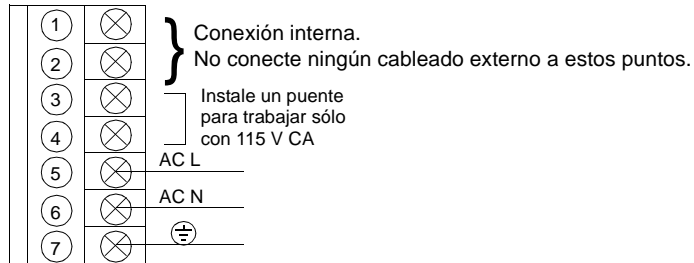 1
Conexión interna.
2
No conecte ningún cableado externo a estos puntos.
3
Instale un puente
para trabajar sólo
4
con 115 V CA
AC L
5
AC N
6
7